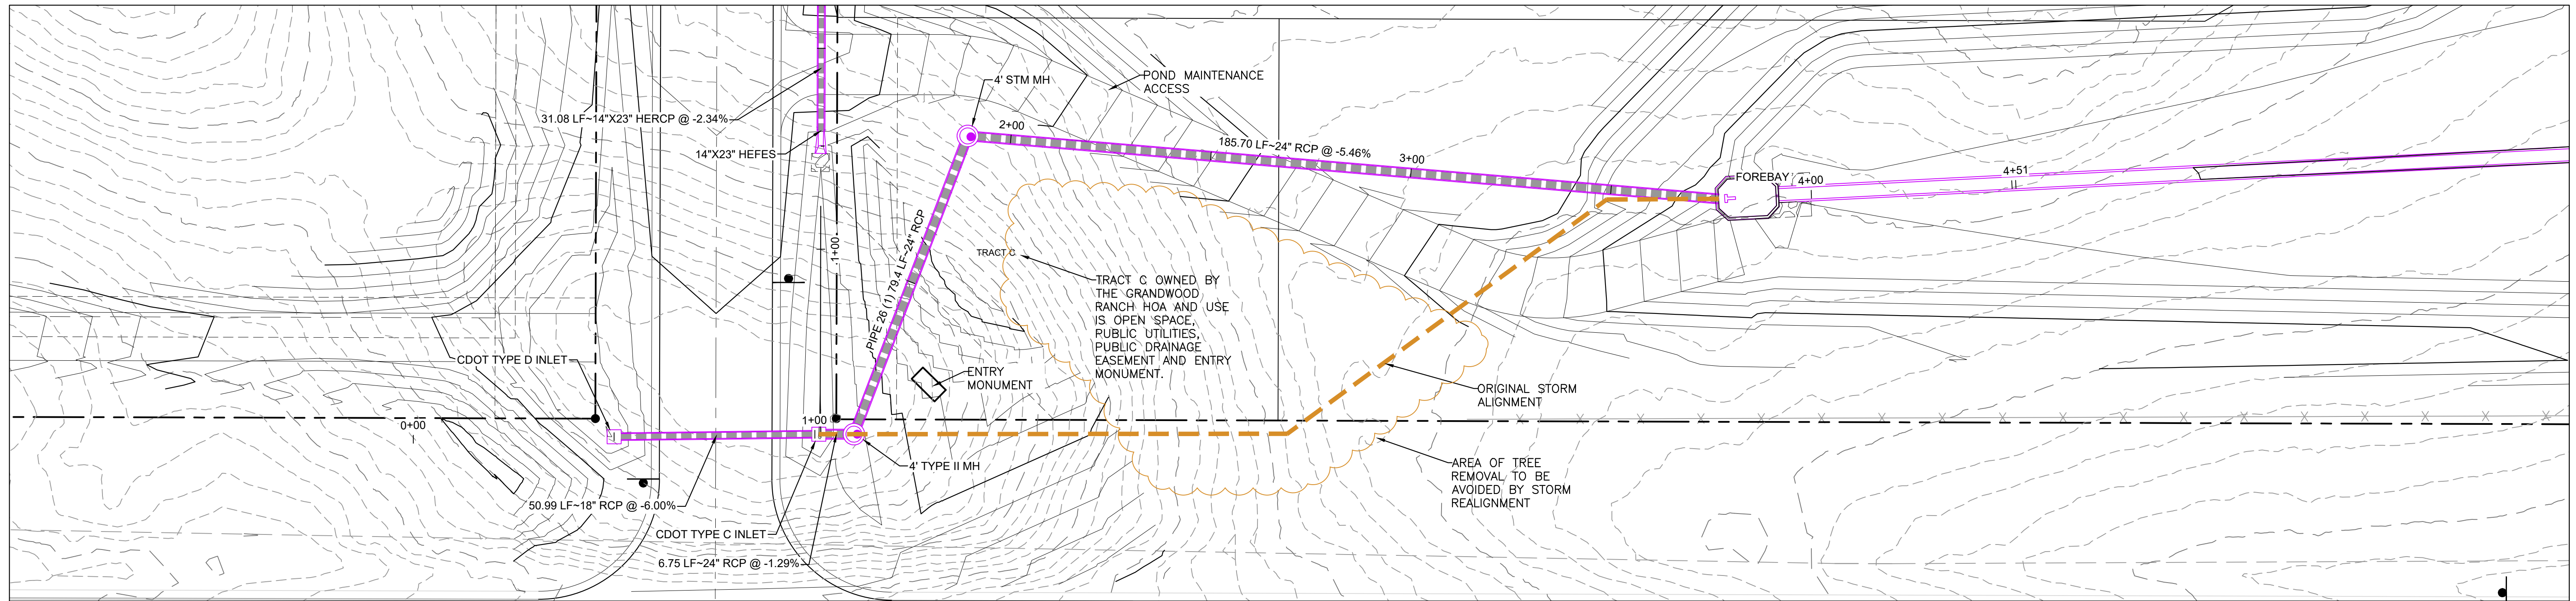 4' STM MH
POND MAINTENANCE
ACCESS
31.08 LF~14"X23" HERCP @ -2.34%
2+00
14"X23" HEFES
185.70 LF~24" RCP @ -5.46%
3+00
FOREBAY
4+00
4+51
1+00
PIPE 26 (1) 79.4 LF~24" RCP
TRACT C
TRACT C OWNED BY
THE GRANDWOOD
RANCH HOA AND USE
IS OPEN SPACE,
PUBLIC UTILITIES,
PUBLIC DRAINAGE
EASEMENT AND ENTRY
MONUMENT.
CDOT TYPE D INLET
ENTRY
MONUMENT
ORIGINAL STORM
ALIGNMENT
0+00
1+00
4' TYPE II MH
AREA OF TREE
REMOVAL TO BE
AVOIDED BY STORM
REALIGNMENT
50.99 LF~18" RCP @ -6.00%
CDOT TYPE C INLET
6.75 LF~24" RCP @ -1.29%